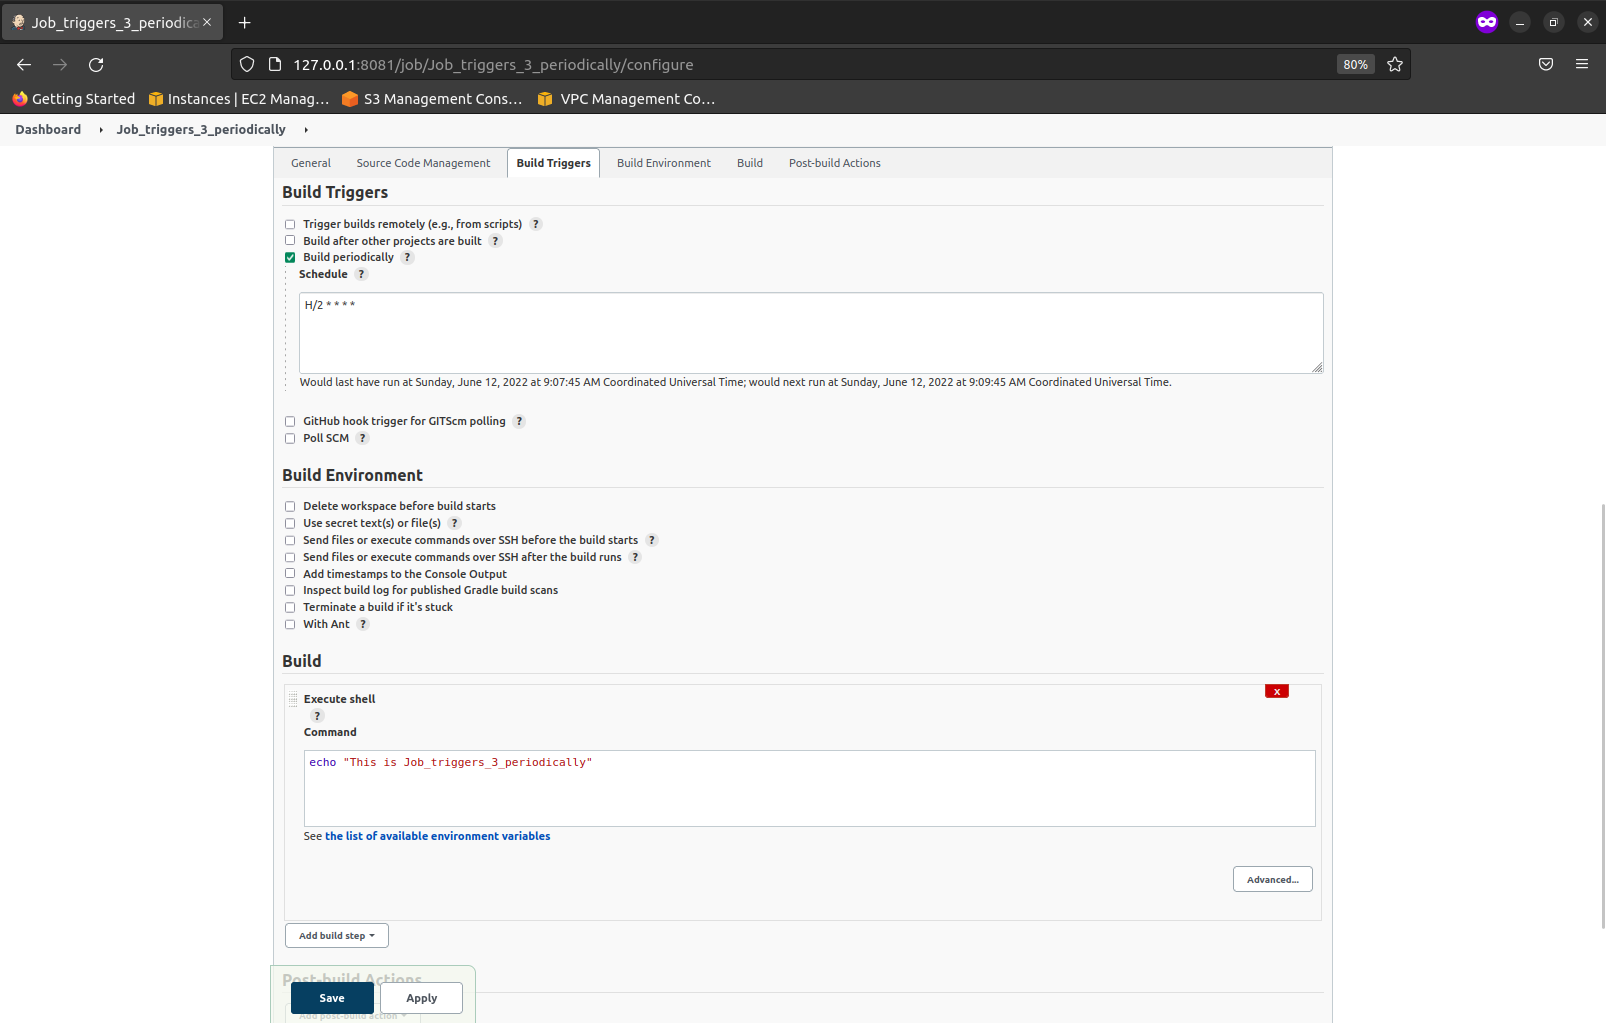 Job_triggers_3_periodica
127.0.0.1:8081/job/Job_triggers_3_periodically/configure
80%
Getting Started
Instances | EC2 Manag…
S3 Management Cons…
VPC Management Co…
Dashboard
Job_triggers_3_periodically
General
Source Code Management
Build Triggers
Build Environment
Build
Post-build Actions
Build Triggers
Trigger builds remotely (e.g., from scripts) ?
Build after other projects are built ?
Build periodically ?
Schedule ?
H/2 * * * *
Would last have run at Sunday, June 12, 2022 at 9:07:45 AM Coordinated Universal Time; would next run at Sunday, June 12, 2022 at 9:09:45 AM Coordinated Universal Time.
GitHub hook trigger for GITScm polling ?
Poll SCM ?
Build Environment
Delete workspace before build starts
Use secret text(s) or file(s) ?
Send files or execute commands over SSH before the build starts ?
Send files or execute commands over SSH after the build runs ?
Add timestamps to the Console Output
Inspect build log for published Gradle build scans
Terminate a build if it's stuck
With Ant ?
Build
X
Execute shell
?
Command
echo "This is Job_triggers_3_periodically"
See the list of available environment variables
Advanced...
Add build step
Post-build Actions
Save
Apply
Add post-build action